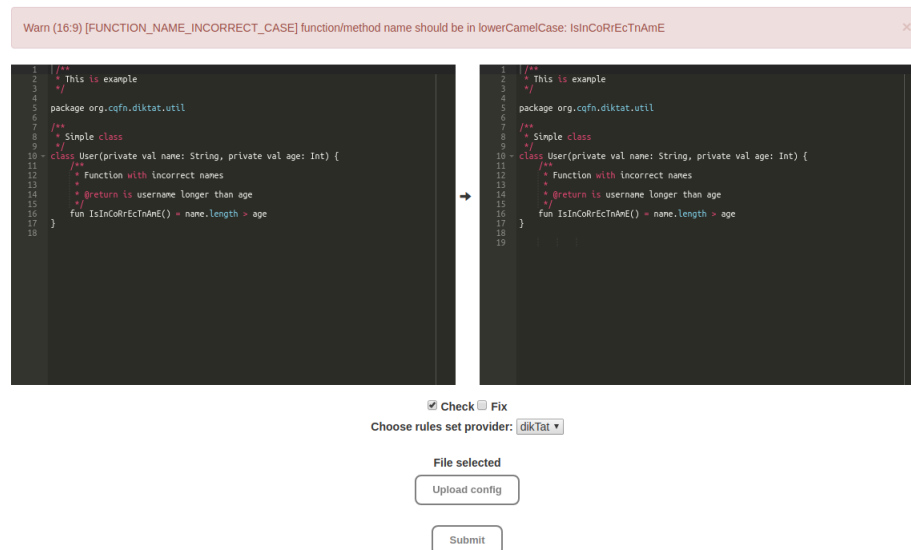 Warn (16:9) [FUNCTION_NAME_INCORRECT_CASE] function/method name should be in lowerCamelCase: IsInCoRrEcTnAmE ×
1 /**
2 * This is example
3 */
4
5 package org.cqfn.diktat.util
6
7 /**
8 * Simple class
9 */
10 class User(private val name: String, private val age: Int) {
11 /**
12 * Function with incorrect names
13 *
14 * @return is username longer than age
15 */
16 fun IsInCoRrEcTnAmE() = name.length > age
17 }
18
1 /**
2 * This is example
3 */
4
5 package org.cqfn.diktat.util
6
7 /**
8 * Simple class
9 */
10 class User(private val name: String, private val age: Int) {
11 /**
12 * Function with incorrect names
13 *
14 * @return is username longer than age
15 */
16 fun IsInCoRrEcTnAmE() = name.length > age
17 }
18
19
Check Fix
Choose rules set provider: dikTat
File selected
Upload config
Submit